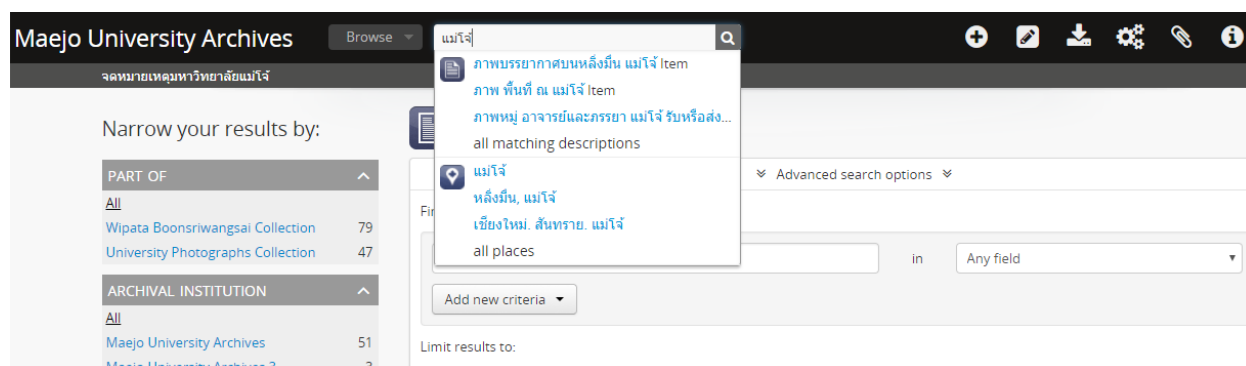 Maejo University Archives
Browse
แม่โจ้
จดหมายเหตุมหาวิทยาลัยแม่โจ้
ภาพบรรยากาศบนหลิ่งมื่น แม่โจ้ Item
ภาพ พื้นที่ ณ แม่โจ้ Item
ภาพหมู่ อาจารย์และภรรยา แม่โจ้ รับหรือส่ง...
all matching descriptions
แม่โจ้
หลิ่งมื่น, แม่โจ้
เชียงใหม่. สันทราย. แม่โจ้
all places
Narrow your results by:
PART OF
All
Wipata Boonsriwangsai Collection 79
University Photographs Collection 47
ARCHIVAL INSTITUTION
All
Maejo University Archives 51
Advanced search options
in
Any field
Add new criteria
Limit results to: